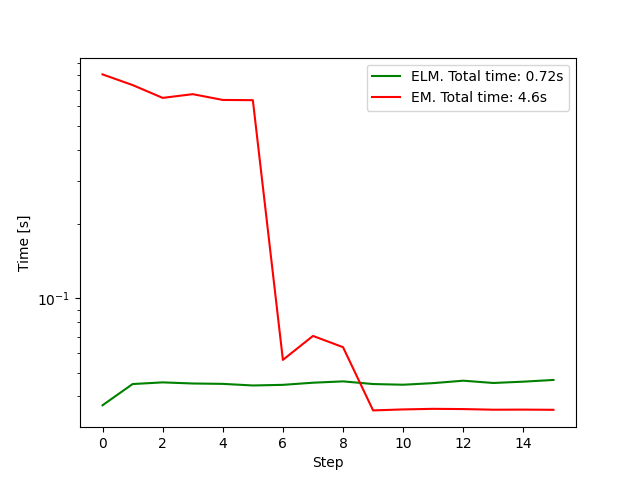 ELM. Total time: 0.72s
EM. Total time: 4.6s
Time [s]
10⁻¹
0 2 4 6 8 10 12 14
Step